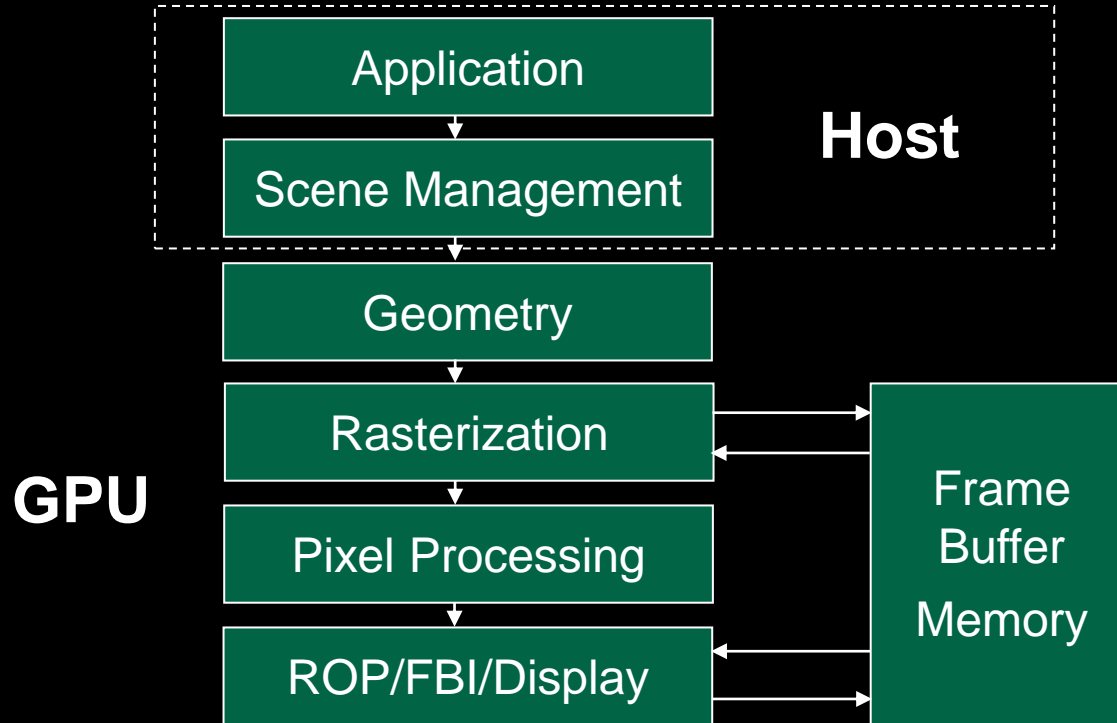 Application
Host
Scene Management
Geometry
Rasterization
GPU
Pixel Processing
ROP/FBI/Display
Frame
Buffer
Memory